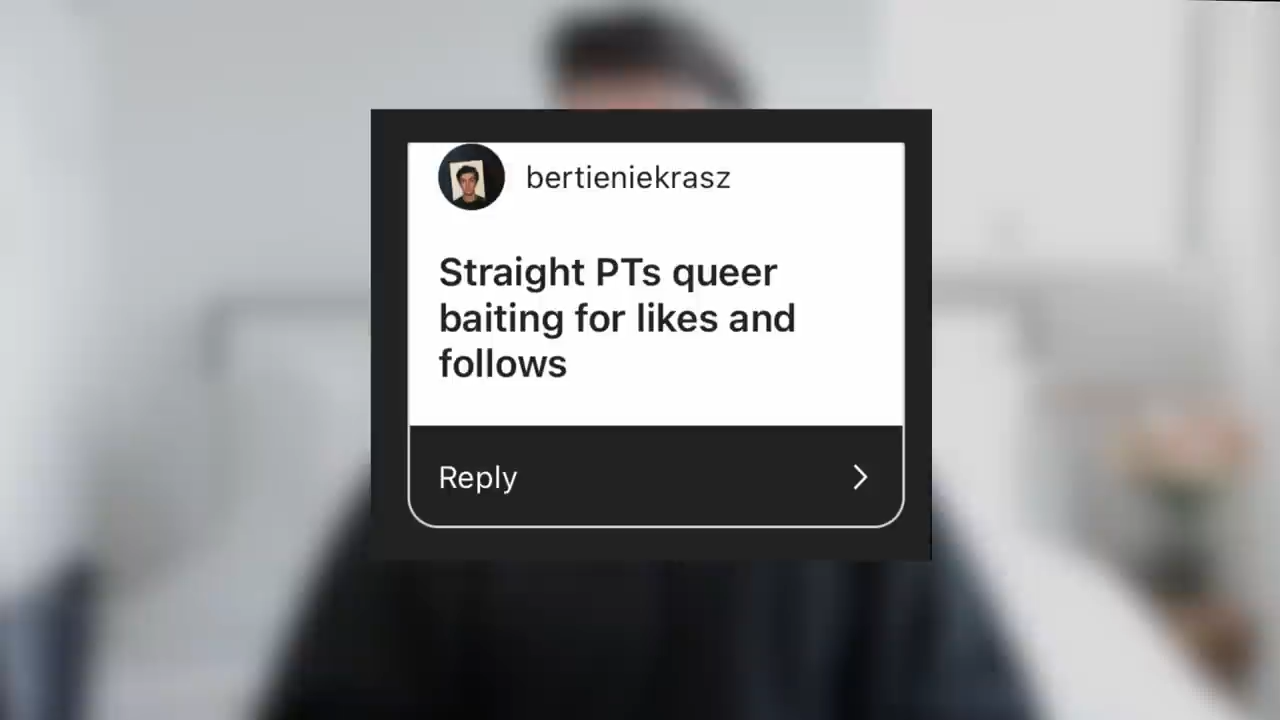 bertieniekrasz
Straight PTs queer
baiting for likes and
follows
Reply